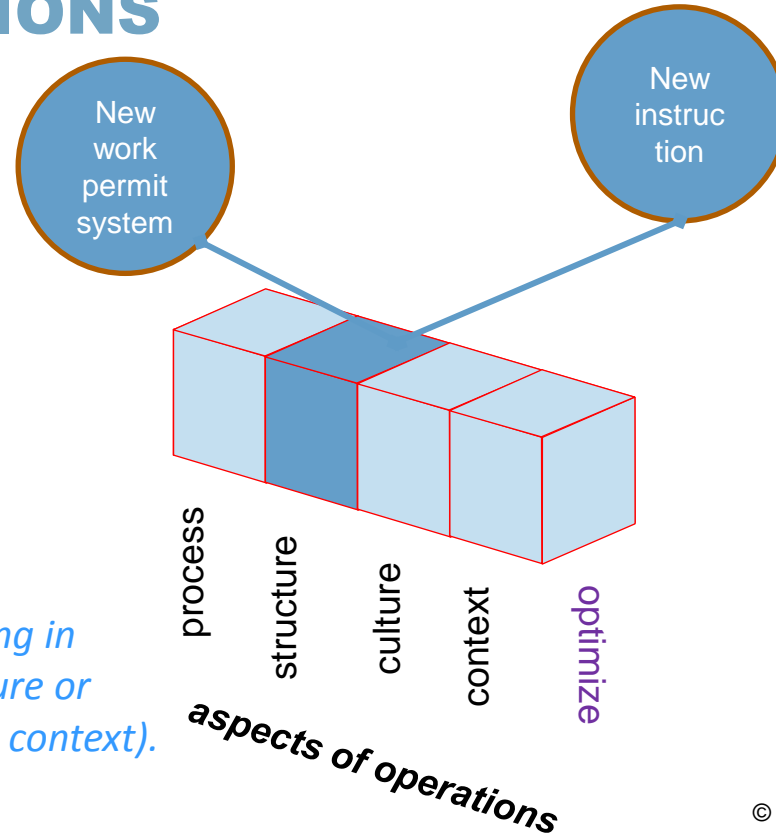 IONS
New
work
permit
system
New
instruc
tion
process
structure
culture
context
optimize
aspects of operations
ng in
ure or
context).
©